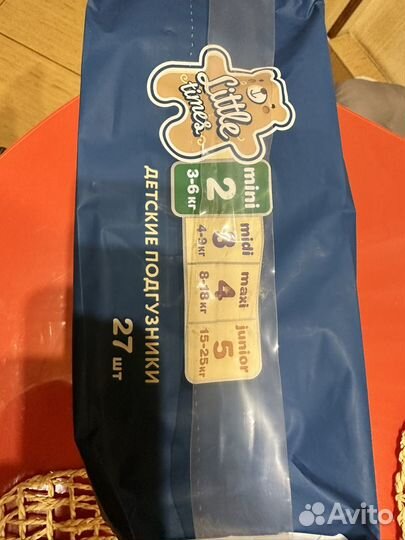 Little
times
mini
2
3-6 кг
midi
3
4-9 кг
maxi
4
8-18 кг
junior
5
15-25 кг
ДЕТСКИЕ ПОДГУЗНИКИ
27 шт
Avito